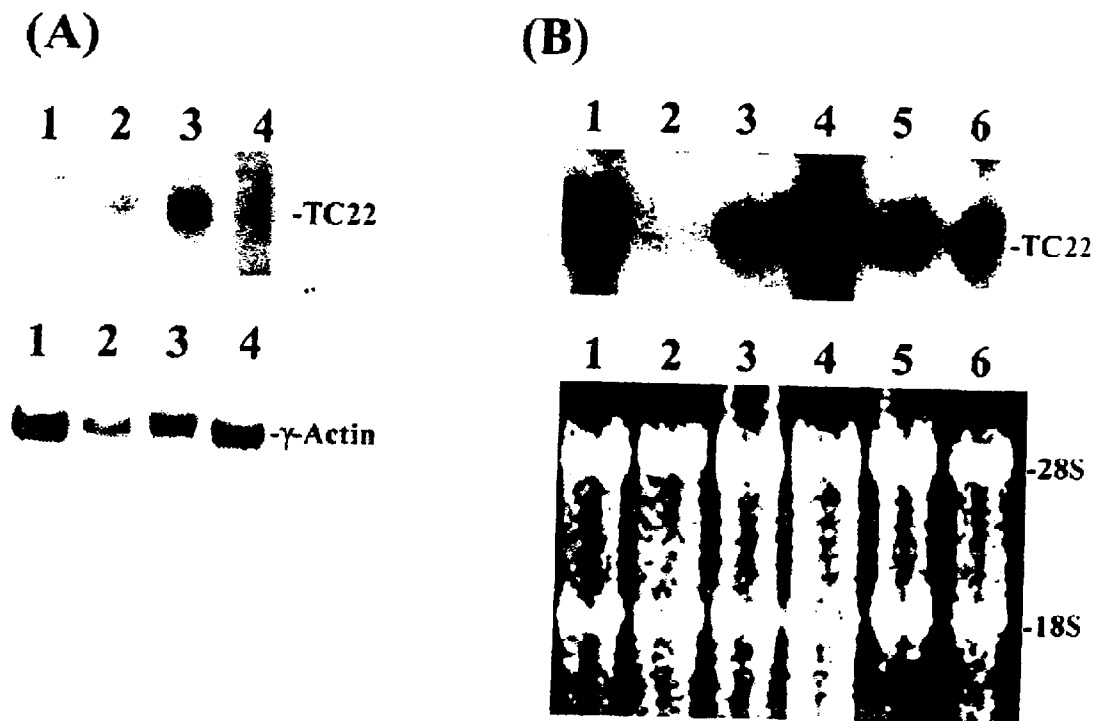 (A)
1 2 3 4
-TC22
1 2 3 4
-γ-Actin
(B)
1 2 3 4 5 6
-TC22
1 2 3 4 5 6
-28S
-18S